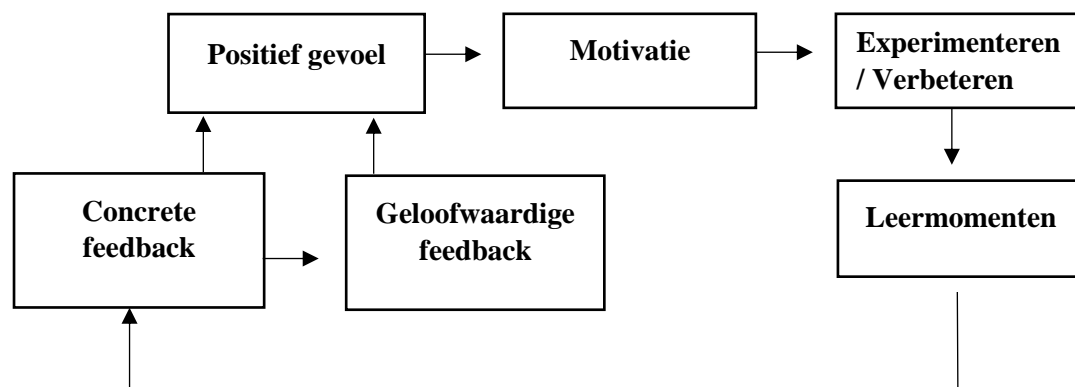 Positief gevoel
Motivatie
Experimenteren
/ Verbeteren
Concrete
feedback
Geloofwaardige
feedback
Leermomenten